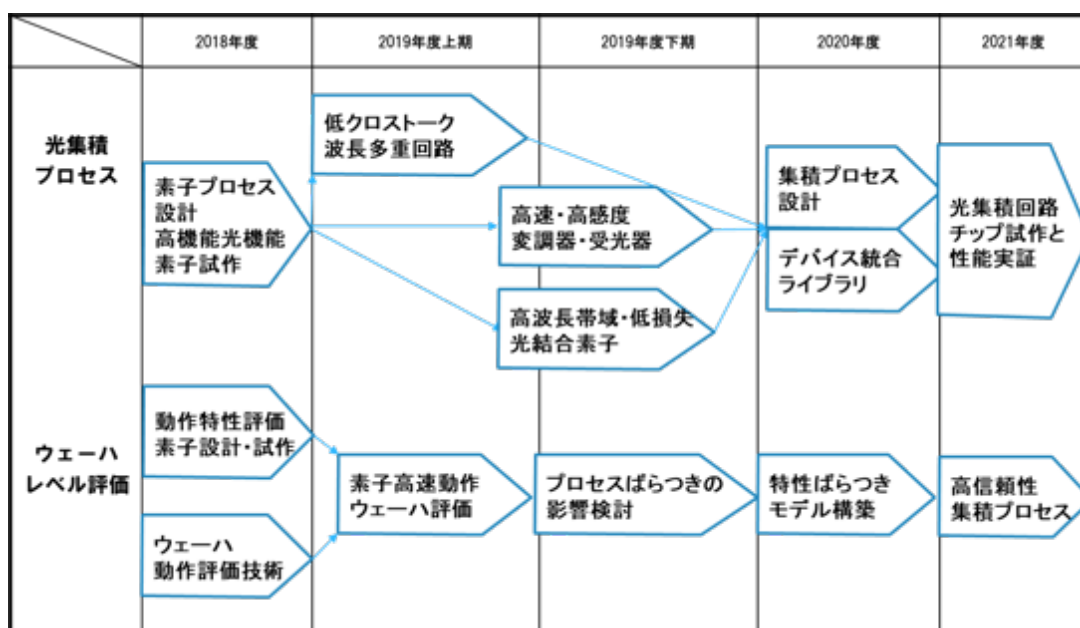 2018年度
2019年度上期
2019年度下期
2020年度
2021年度
光集積
プロセス
素子プロセス
設計
高機能光機能
素子試作
低クロストーク
波長多重回路
高速・高感度
変調器・受光器
高波長帯域・低損失
光結合素子
集積プロセス
設計
デバイス統合
ライブラリ
光集積回路
チップ試作と
性能実証
ウェーハ
レベル評価
動作特性評価
素子設計・試作
ウェーハ
動作評価技術
素子高速動作
ウェーハ評価
プロセスばらつきの
影響検討
特性ばらつき
モデル構築
高信頼性
集積プロセス